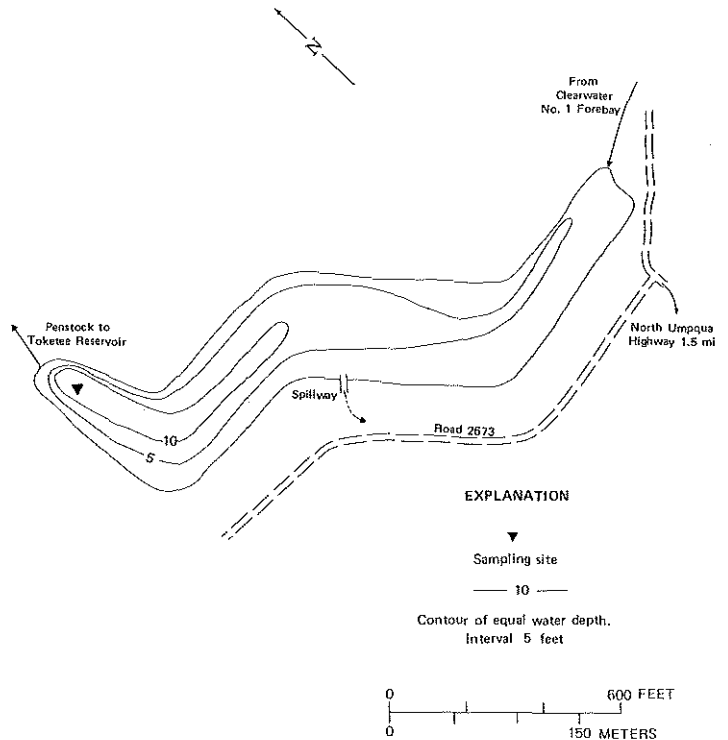 N
From
Clearwater
No. 1 Forebay
Penstock to
Toketee Reservoir
North Umpqua
Highway 1.5 mi
Spillway
Road 2673
10
5
EXPLANATION
Sampling site
10
Contour of equal water depth.
Interval 5 feet
0 600 FEET
0 150 METERS